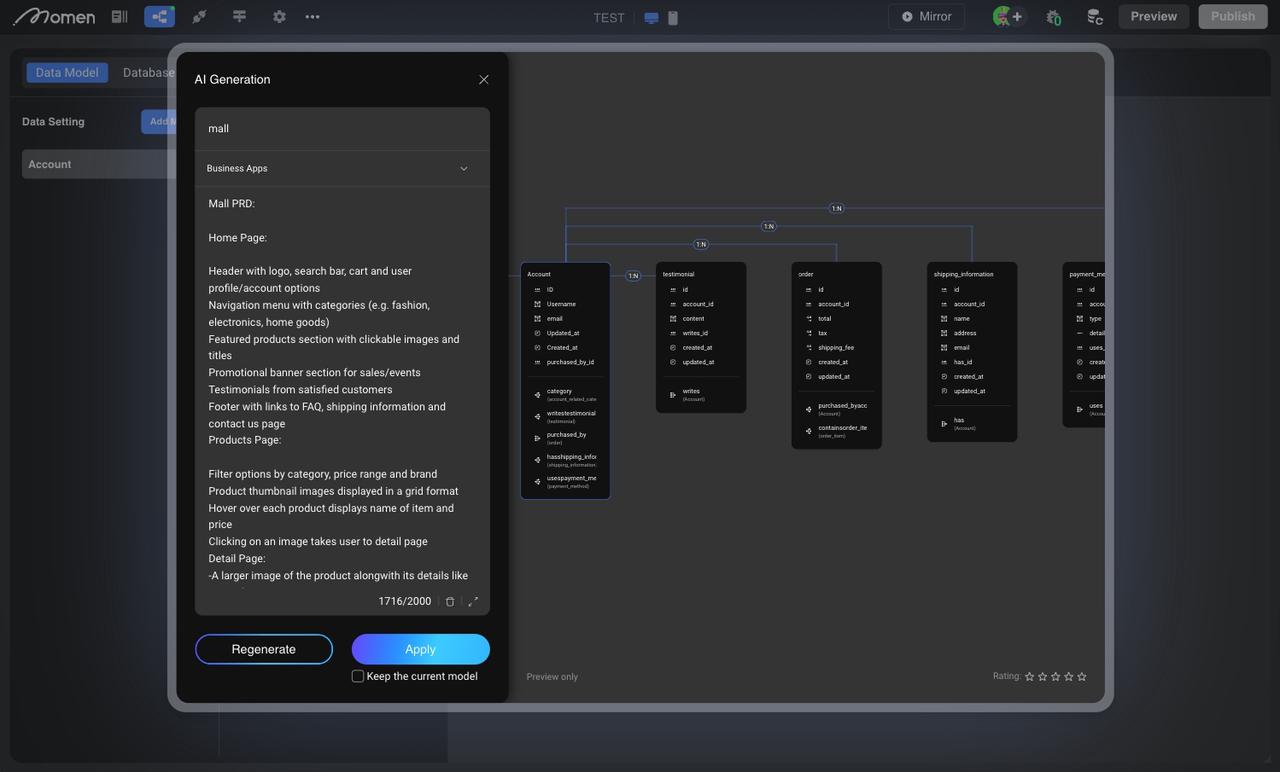 Momen
TEST
Mirror
0
Preview
Publish
Data Model
Database
Data Setting
Add M
Account
AI Generation
mall
Business Apps
Mall PRD:
Home Page:
Header with logo, search bar, cart and user
profile/account options
Navigation menu with categories (e.g. fashion,
electronics, home goods)
Featured products section with clickable images and
titles
Promotional banner section for sales/events
Testimonials from satisfied customers
Footer with links to FAQ, shipping information and
contact us page
Products Page:
Filter options by category, price range and brand
Product thumbnail images displayed in a grid format
Hover over each product displays name of item and
price
Clicking on an image takes user to detail page
Detail Page:
-A larger image of the product alongwith its details like
1716/2000
Regenerate
Apply
Keep the current model
1:N
1:N
1:N
1:N
Account
ID
Username
email
Updated_at
Created_at
purchased_by_id
category
(account_related_cate
writestestimonial
(testimonial)
purchased_by
(order)
hasshipping_infor
(shipping_information
usespayment_me
(payment_method)
testimonial
id
account_id
content
writes_id
created_at
updated_at
writes
(Account)
order
id
account_id
total
tax
shipping_fee
created_at
updated_at
purchased_byacc
(Account)
containsorder_ite
(order_item)
shipping_information
id
account_id
name
address
email
has_id
created_at
updated_at
has
(Account)
payment_me
id
accou
type
detail
uses_
create
updat
uses
(Accou
Preview only
Rating: